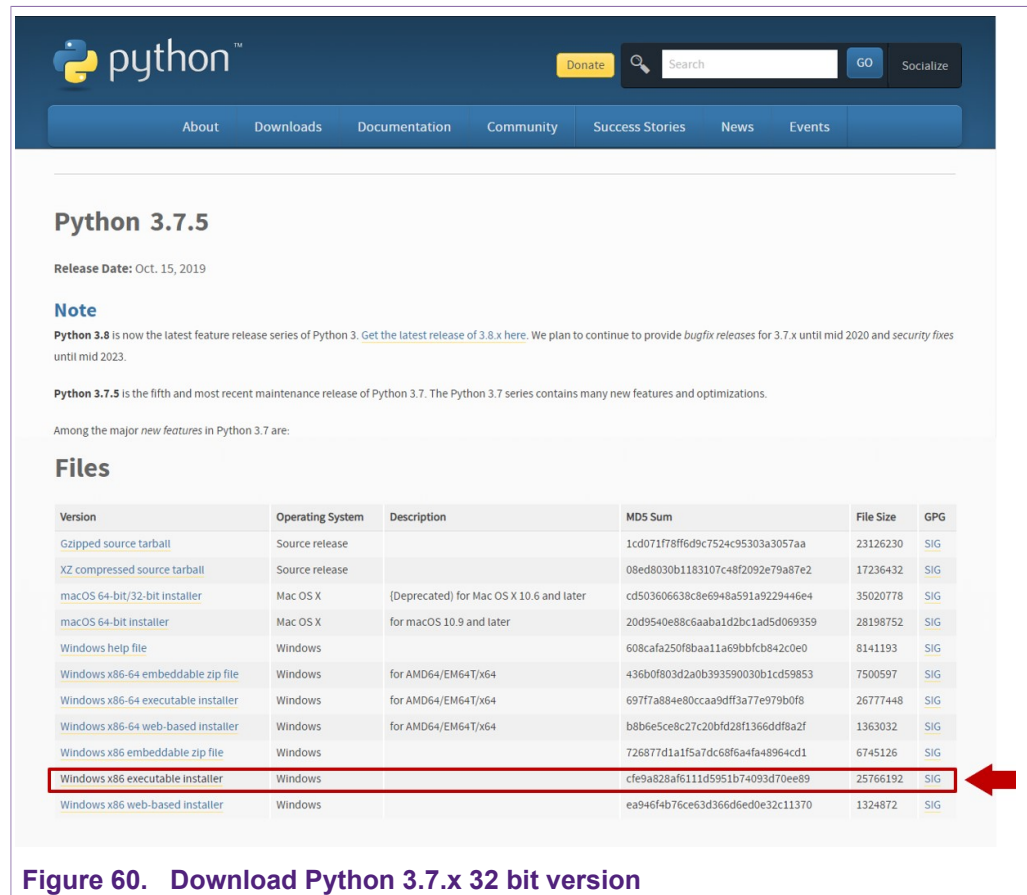 python™
Donate
Search
GO
Socialize
About Downloads Documentation Community Success Stories News Events
Python 3.7.5
Release Date: Oct. 15, 2019
Note
Python 3.8 is now the latest feature release series of Python 3. Get the latest release of 3.8.x here. We plan to continue to provide bugfix releases for 3.7.x until mid 2020 and security fixes
until mid 2023.
Python 3.7.5 is the fifth and most recent maintenance release of Python 3.7. The Python 3.7 series contains many new features and optimizations.
Among the major new features in Python 3.7 are:
Files
Version Operating System Description MD5 Sum File Size GPG
Gzipped source tarball Source release 1cd071f78ff6d9c7524c95303a3057aa 23126230 SIG
XZ compressed source tarball Source release 08ed8030b1183107c48f2092e79a87e2 17236432 SIG
macOS 64-bit/32-bit installer Mac OS X (Deprecated) for Mac OS X 10.6 and later cd503606638c8e6948a591a9229446e4 35020778 SIG
macOS 64-bit installer Mac OS X for macOS 10.9 and later 20d9540e88c6aaba1d2bc1ad5d069359 28198752 SIG
Windows help file Windows 608cafa250f8baa11a69bbfcb842c0e0 8141193 SIG
Windows x86-64 embeddable zip file Windows for AMD64/EM64T/x64 436b0f803d2a0b393590030b1cd59853 7500597 SIG
Windows x86-64 executable installer Windows for AMD64/EM64T/x64 697f7a884e80ccaa9dff3a77e979b0f8 26777448 SIG
Windows x86-64 web-based installer Windows for AMD64/EM64T/x64 b8b6e5ce8c27c20bfd28f1366ddf8a2f 1363032 SIG
Windows x86 embeddable zip file Windows 726877d1a1f5a7dc68f6a4fa48964cd1 6745126 SIG
Windows x86 executable installer Windows cfe9a828af6111d5951b74093d70ee89 25766192 SIG
Windows x86 web-based installer Windows ea946f4b76ce63d366d6ed0e32c11370 1324872 SIG
Figure 60. Download Python 3.7.x 32 bit version